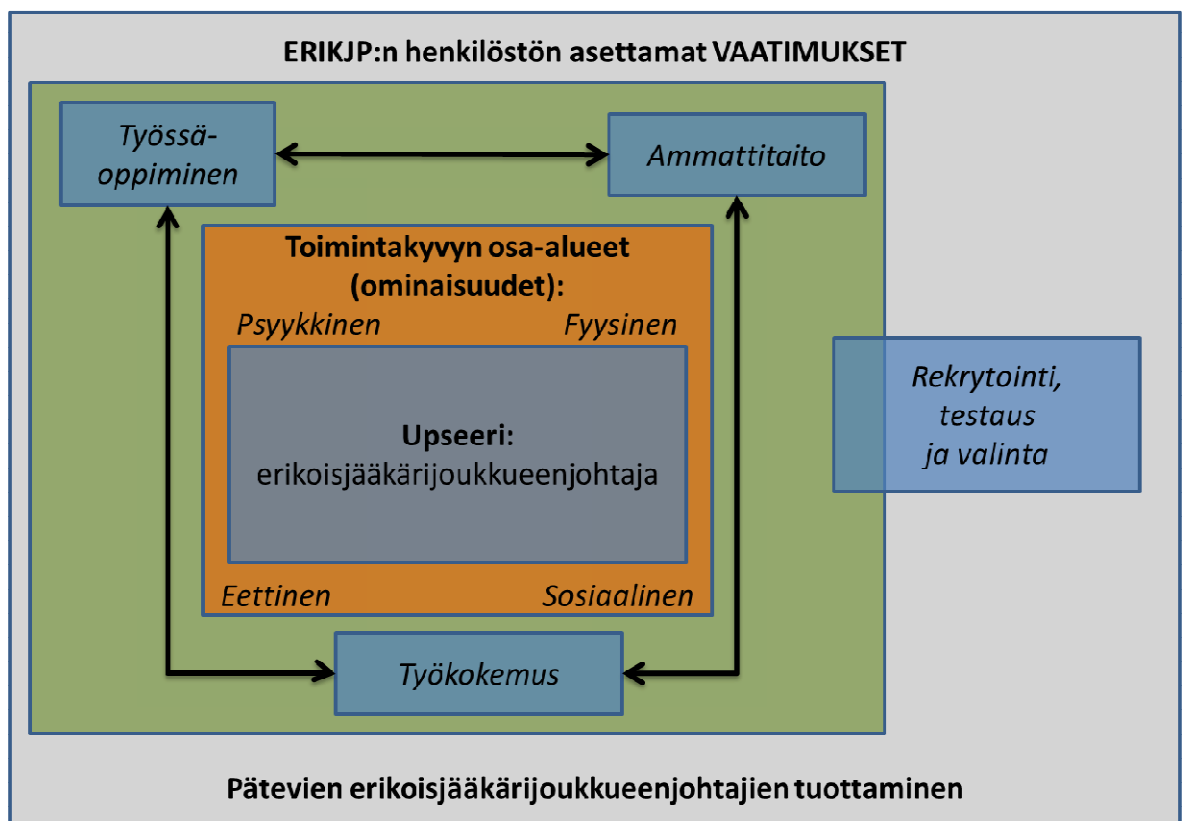 ERIKJP:n henkilöstön asettamat VAATIMUKSET
Työssä-
oppiminen
Ammattitaito
Toimintakyvyn osa-alueet
(ominaisuudet):
Psyykkinen
Fyysinen
Upseeri:
erikoisjääkärijoukkueenjohtaja
Eettinen
Sosiaalinen
Työkokemus
Rekrytointi,
testaus
ja valinta
Pätevien erikoisjääkärijoukkueenjohtajien tuottaminen